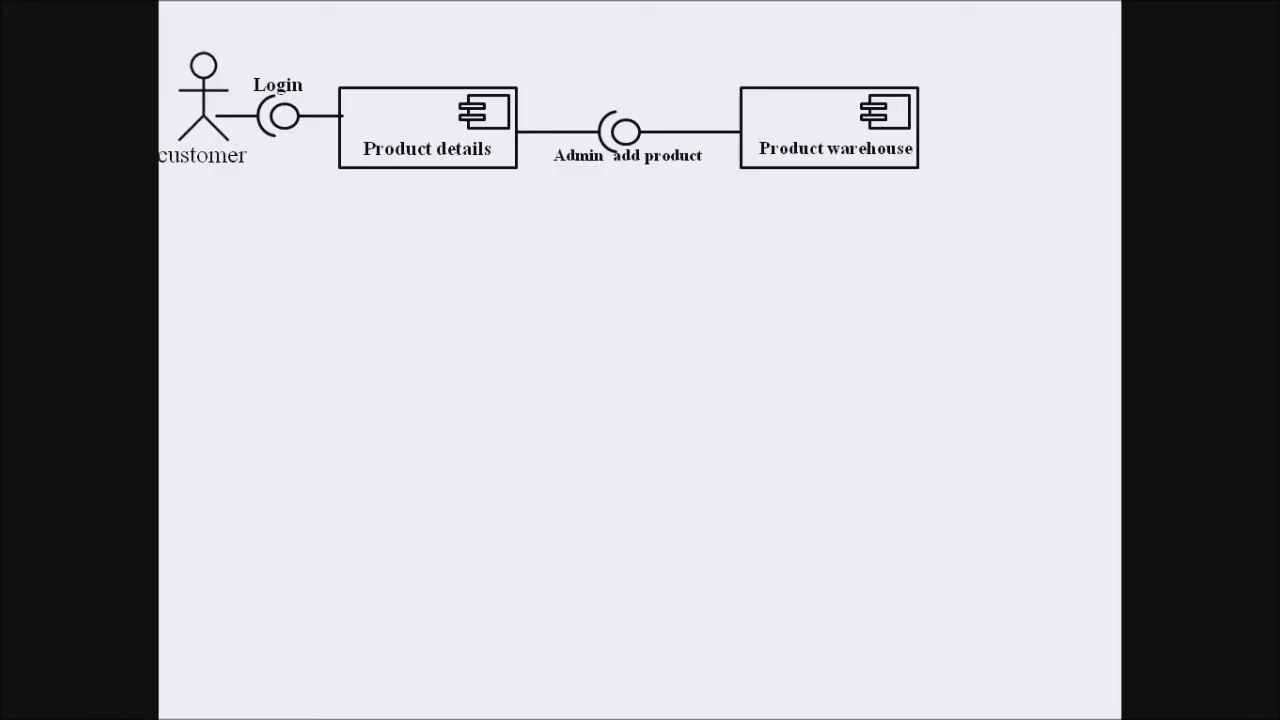 Login
customer
Product details
Admin add product
Product warehouse